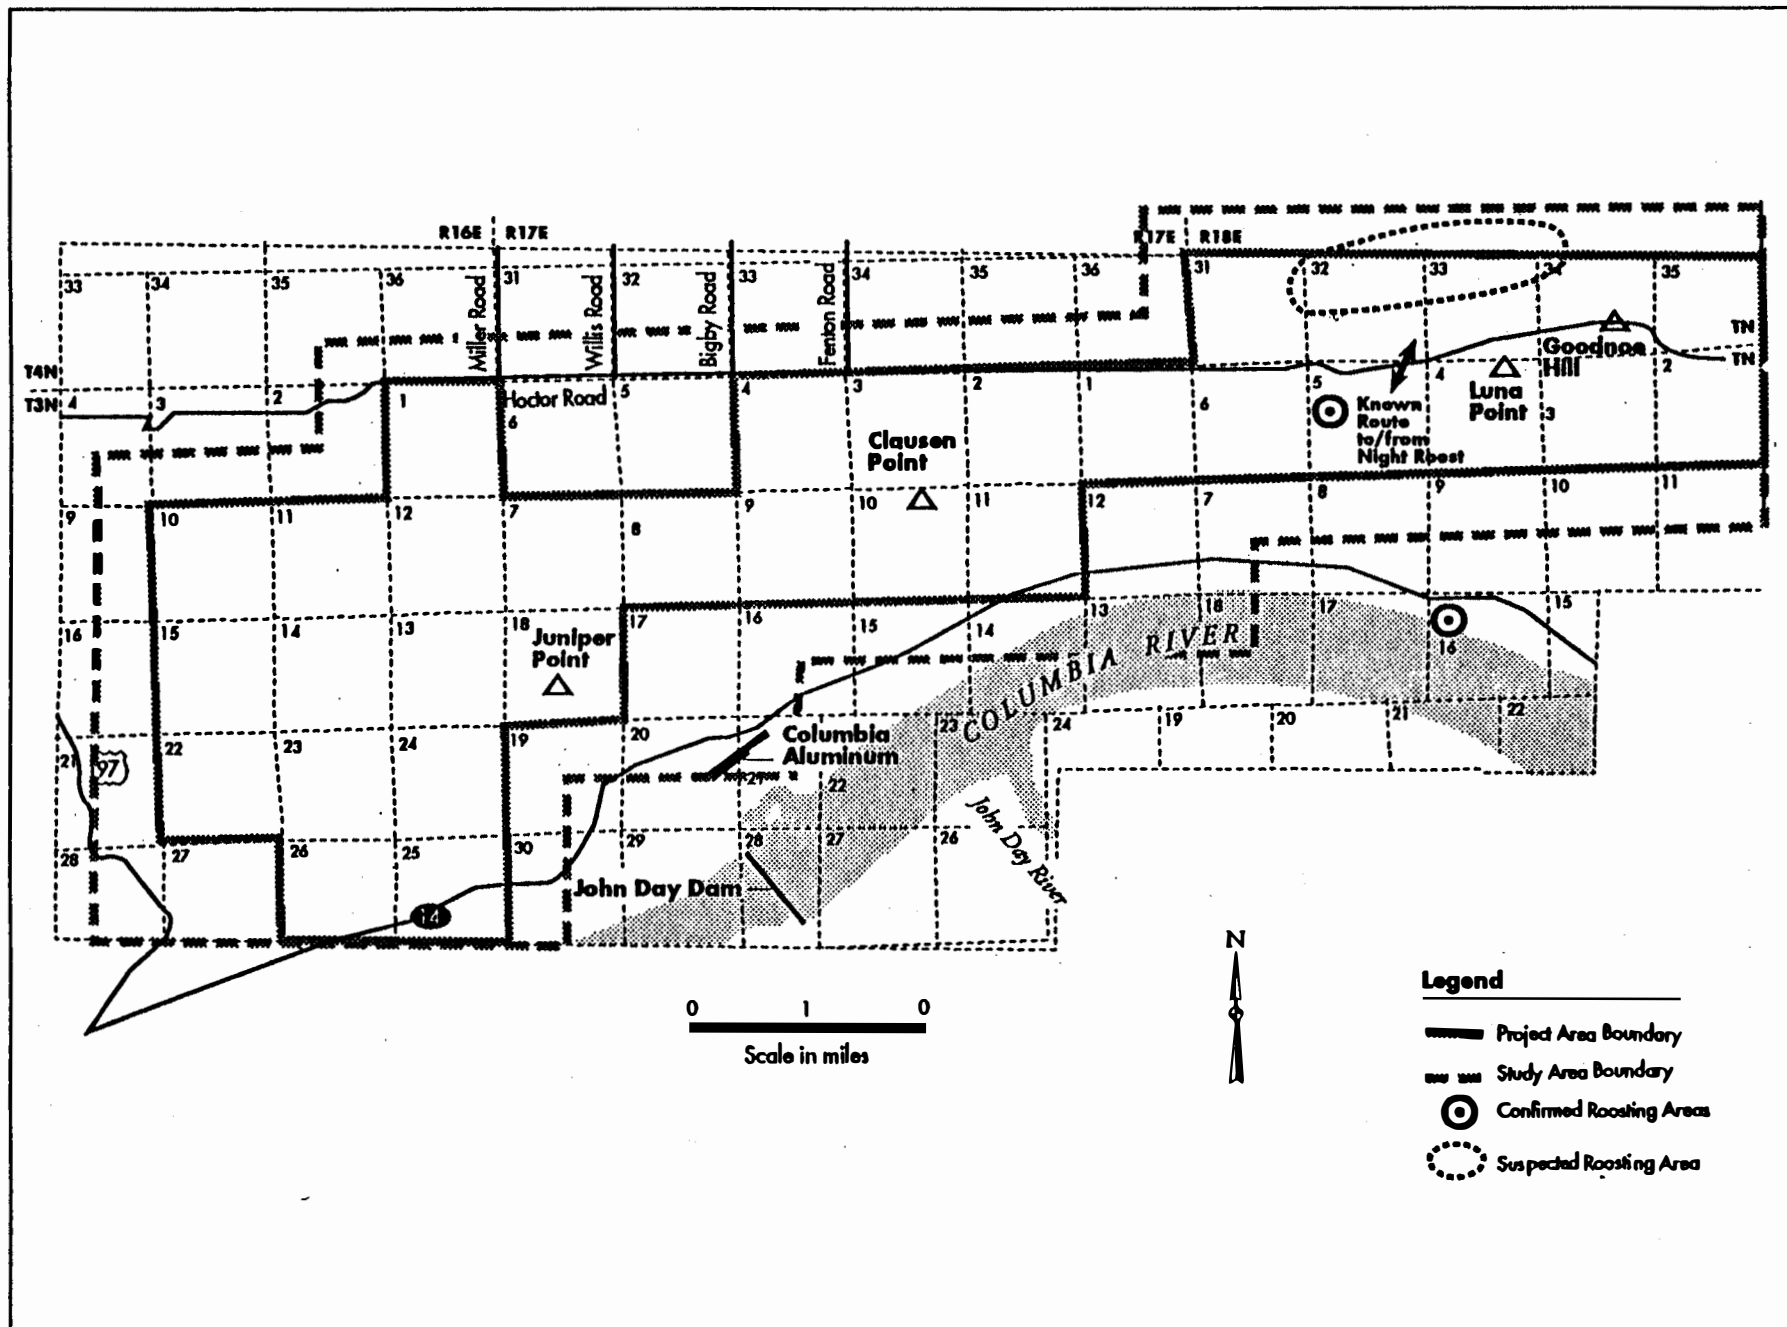 R16E R17E
R17E R18E
33 34 35 36 31 32 33 34 35 36 31 32 33 34 35
Miller Road
Willis Road
Bigby Road
Fenton Road
T4N
T3N
TN
TN
4 3 2 1 6 5 4 3 2 1 6 5 4 3 2
Hoctor Road
Goodnoe
Hill
Luna
Point
Known
Route
to/from
Night Roost
Clausen
Point
9 10 11 12 7 8 9 10 11 12 7 8 9 10 11
16 15 14 13 18 17 16 15 14 13 18 17 16 15
Juniper
Point
COLUMBIA RIVER
21 22 23 24 19 20 21 22 23 24 19 20 21 22
97
Columbia
Aluminum
John Day River
28 27 26 25 30 29 28 27 26
John Day Dam
14
N
0 1 0
Scale in miles
Legend
Project Area Boundary
Study Area Boundary
Confirmed Roosting Areas
Suspected Roosting Area